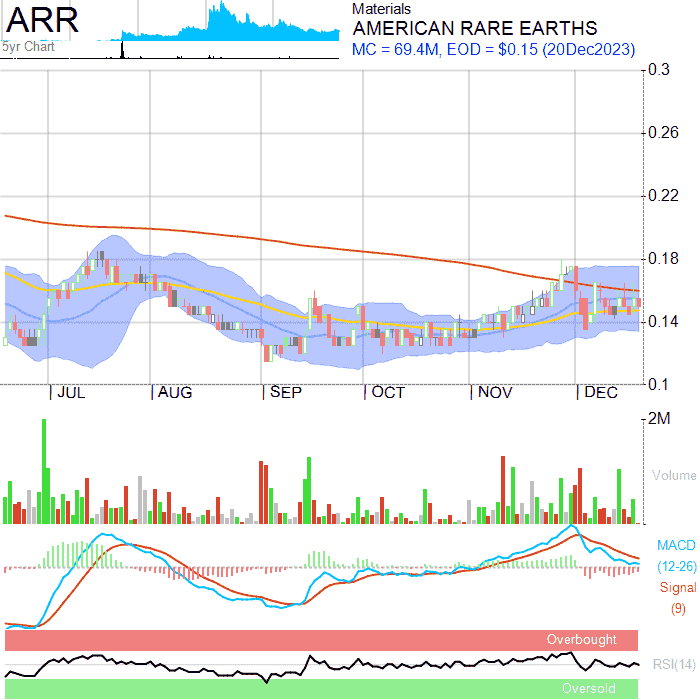 ARR
5yr Chart
Materials
AMERICAN RARE EARTHS
MC = 69.4M, EOD = $0.15 (20Dec2023)
0.3
0.26
0.22
0.18
0.14
0.1
JUL AUG SEP OCT NOV DEC
2M
Volume
MACD
(12-26)
Signal
(9)
Overbought
RSI(14)
Oversold